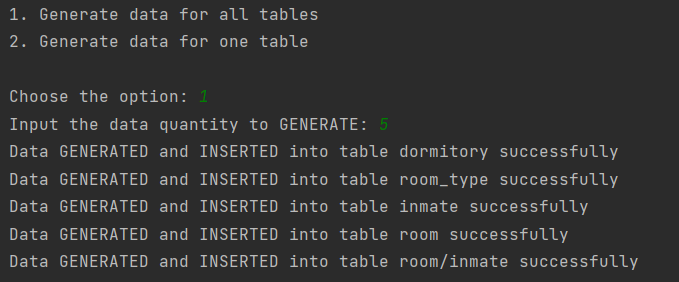 1. Generate data for all tables
2. Generate data for one table
Choose the option: 1
Input the data quantity to GENERATE: 5
Data GENERATED and INSERTED into table dormitory successfully
Data GENERATED and INSERTED into table room_type successfully
Data GENERATED and INSERTED into table inmate successfully
Data GENERATED and INSERTED into table room successfully
Data GENERATED and INSERTED into table room/inmate successfully